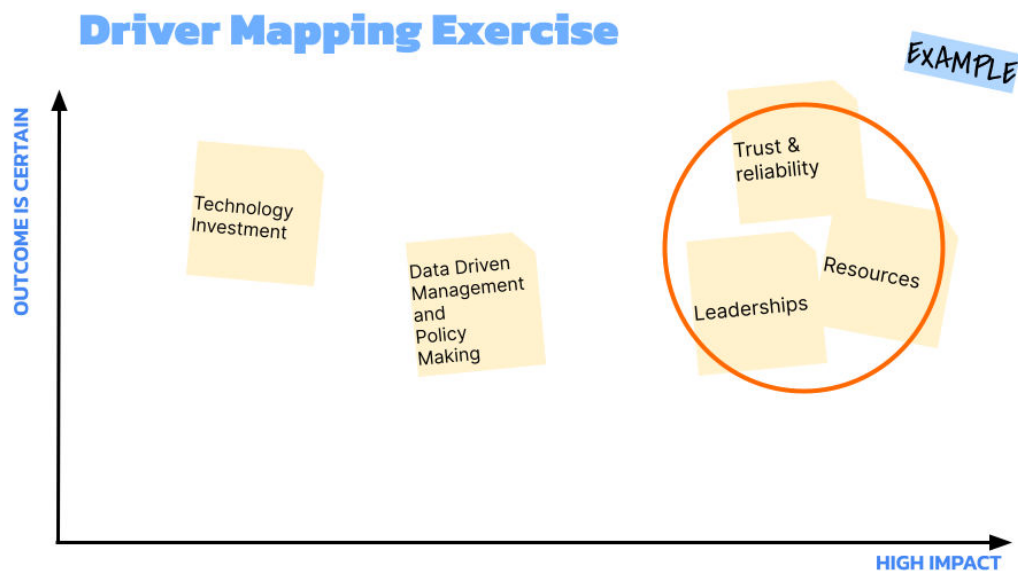 Driver Mapping Exercise
EXAMPLE
OUTCOME IS CERTAIN
Technology
Investment
Data Driven
Management
and
Policy
Making
Trust &
reliability
Leaderships
Resources
HIGH IMPACT